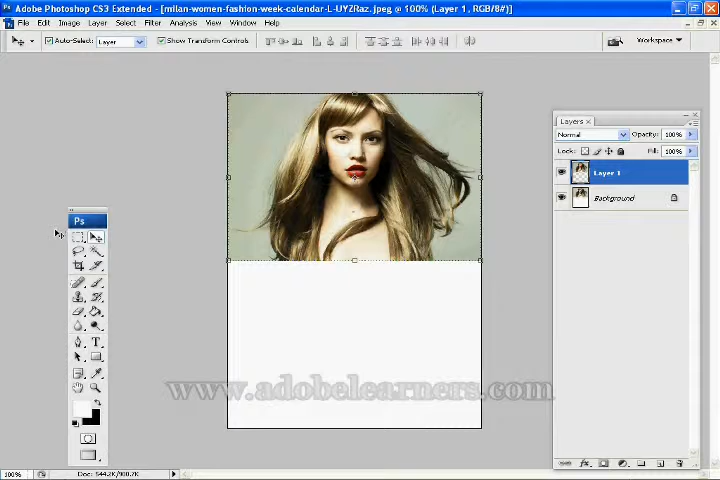 Adobe Photoshop CS3 Extended - [milan-women-fashion-week-calendar-L-UYZRaz.jpeg @ 100% (Layer 1, RGB/8#)]
File Edit Image Layer Select Filter Analysis View Window Help
Auto-Select: Layer Show Transform Controls Workspace
Layers
Normal Opacity: 100%
Lock: Fill: 100%
Layer 1
Background
Ps
T
www.adobelearners.com
100% Doc: 544.2K/900.7K